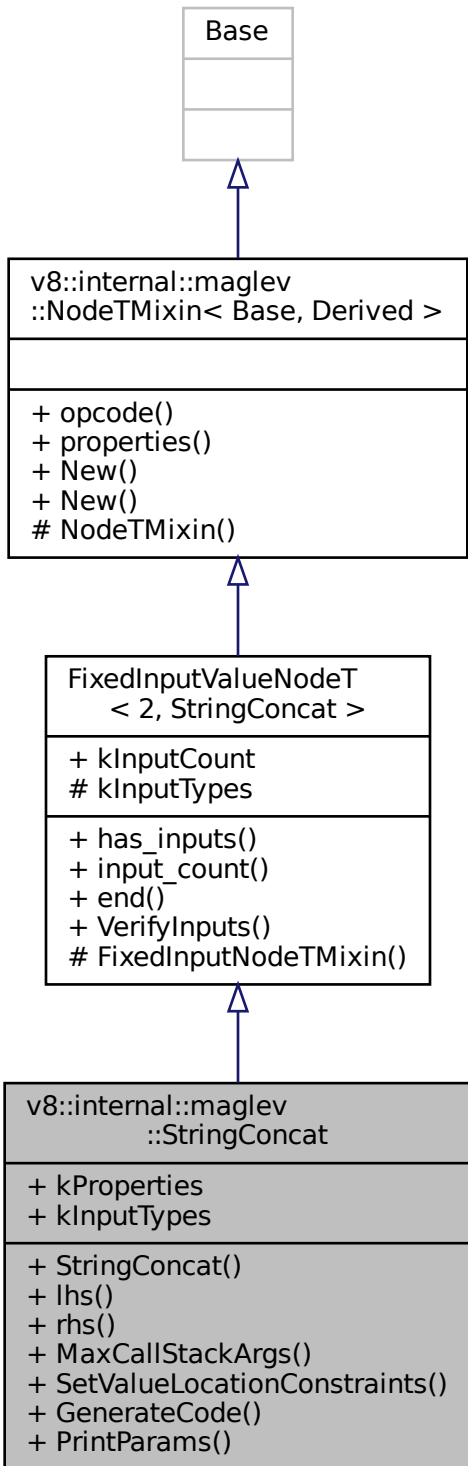 Base
v8::internal::maglev
::NodeTMixin< Base, Derived >
+ opcode()
+ properties()
+ New()
+ New()
# NodeTMixin()
FixedInputValueNodeT
< 2, StringConcat >
+ kInputCount
# kInputTypes
+ has_inputs()
+ input_count()
+ end()
+ VerifyInputs()
# FixedInputNodeTMixin()
v8::internal::maglev
::StringConcat
+ kProperties
+ kInputTypes
+ StringConcat()
+ lhs()
+ rhs()
+ MaxCallStackArgs()
+ SetValueLocationConstraints()
+ GenerateCode()
+ PrintParams()